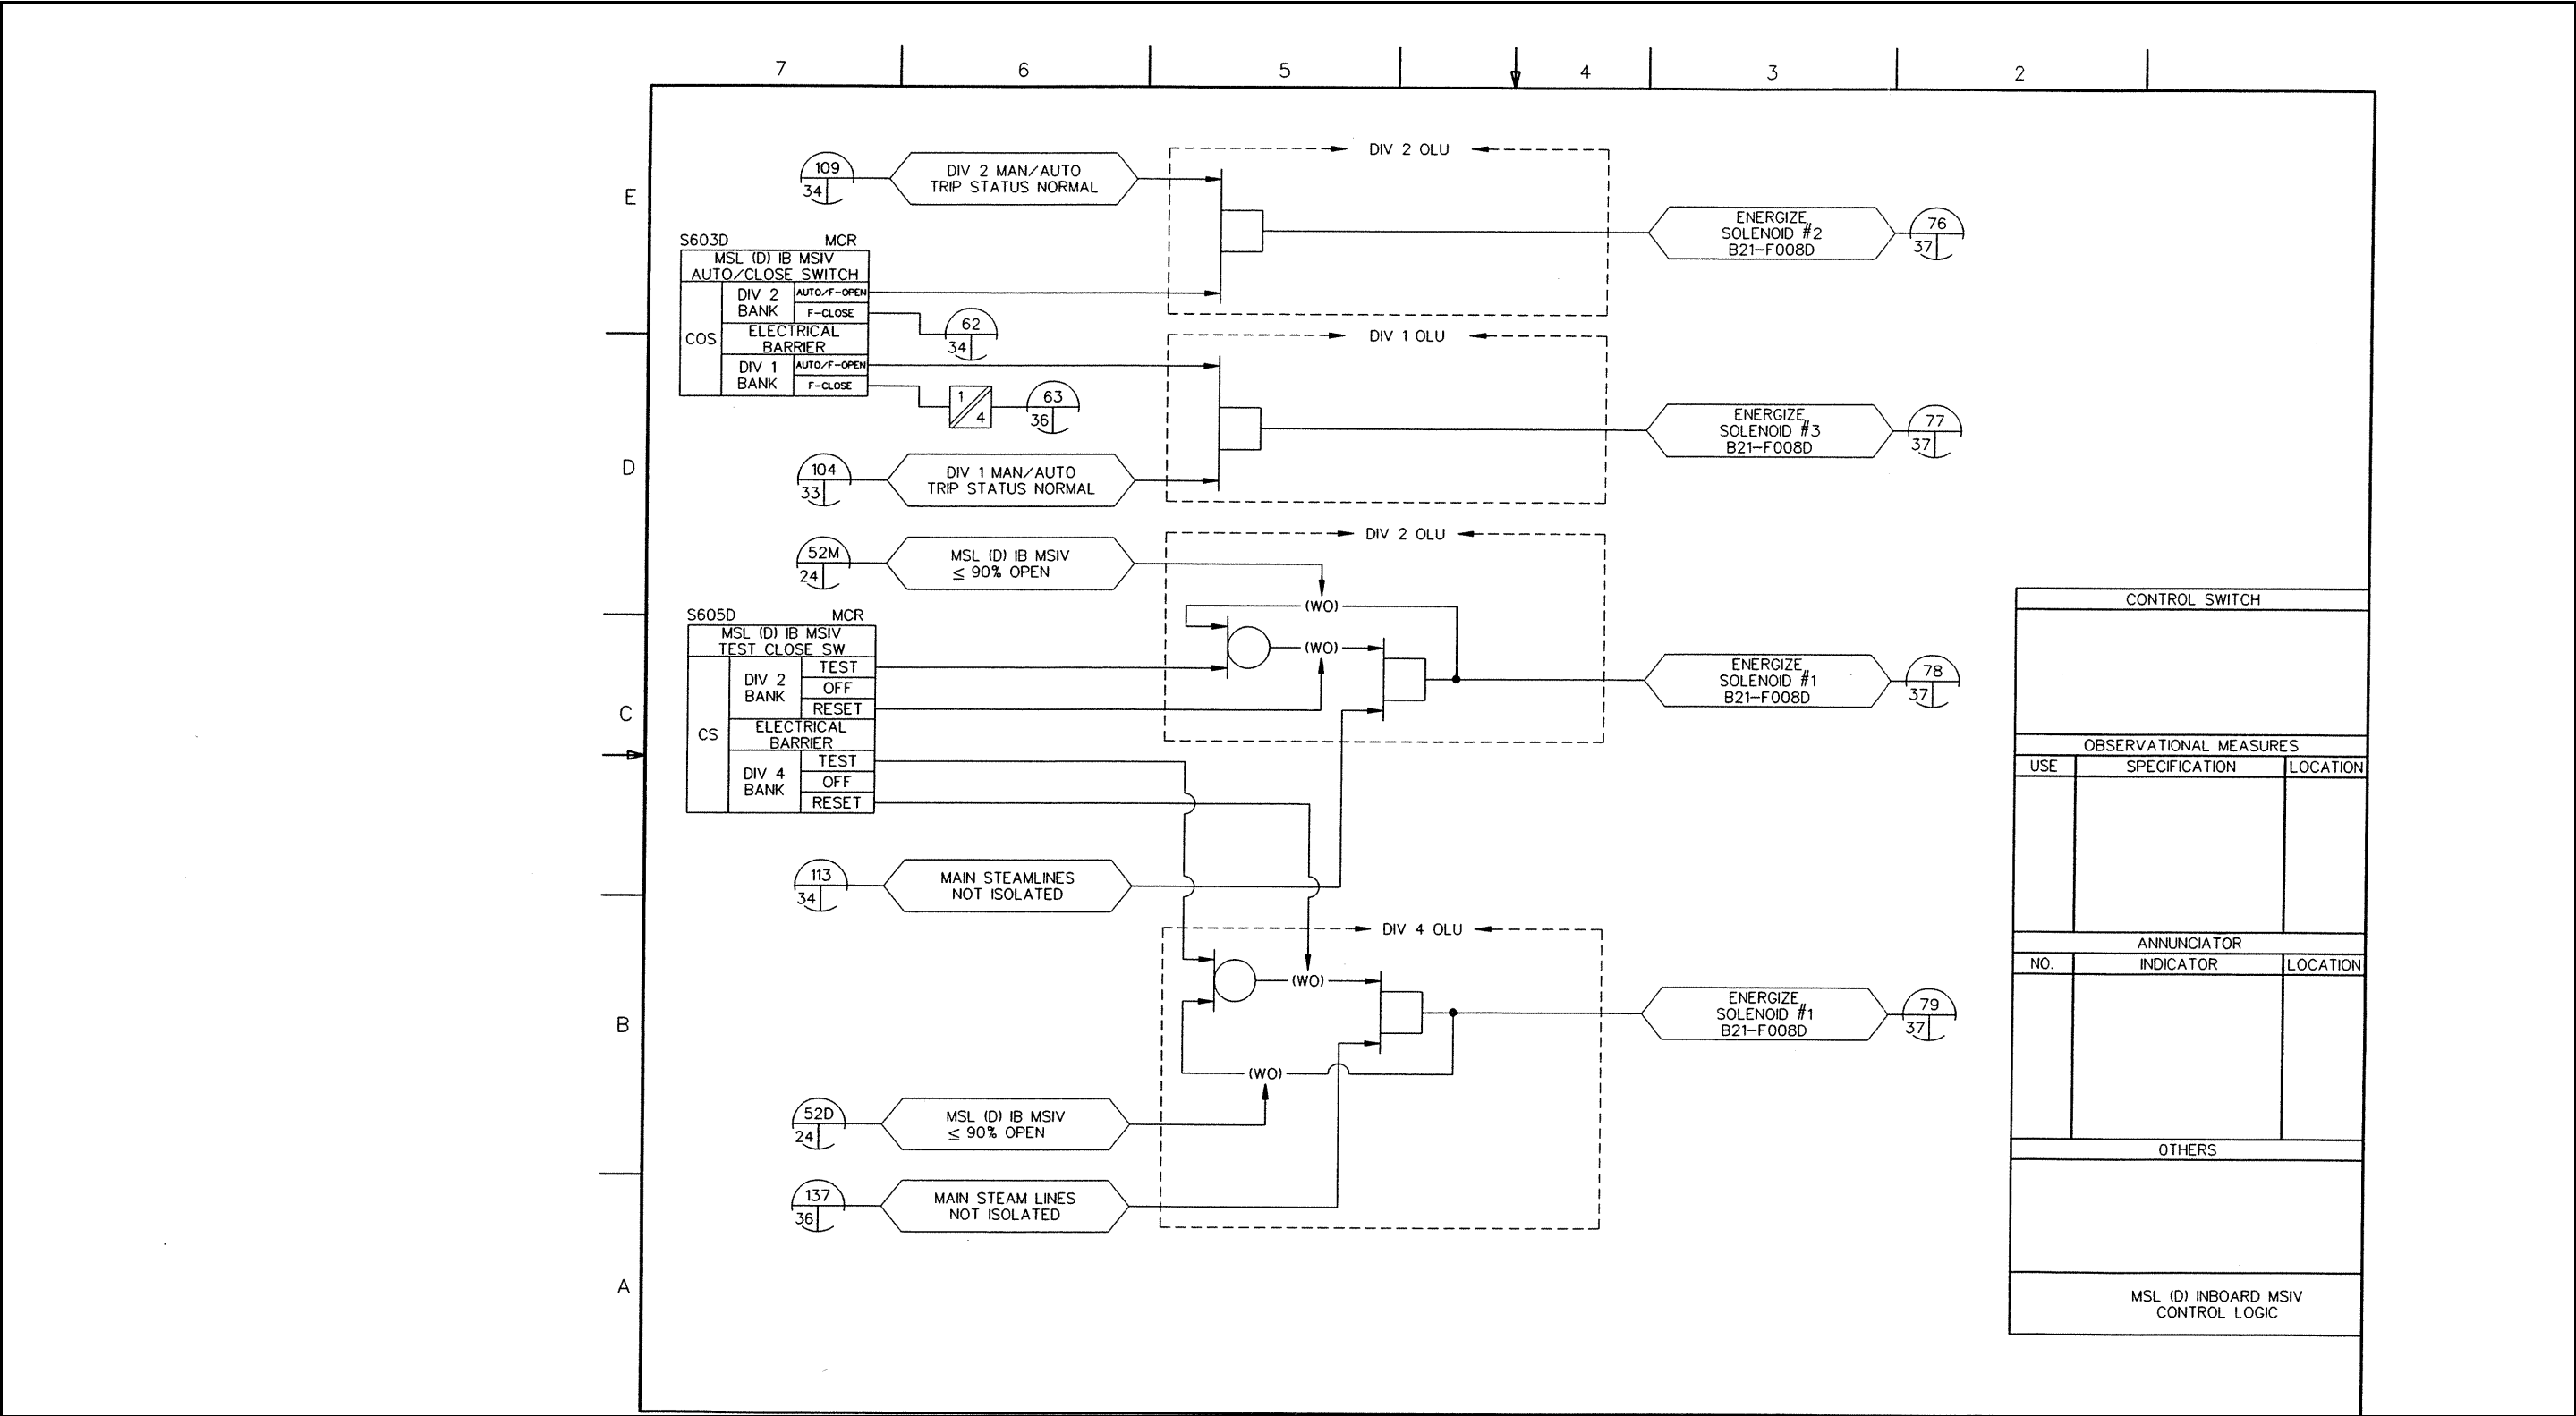 7 6 5 4 3 2
E
D
C
B
A
109
34
DIV 2 MAN/AUTO
TRIP STATUS NORMAL
DIV 2 OLU
ENERGIZE
SOLENOID #2
B21-F008D
76
37
S603D MCR
MSL (D) IB MSIV
AUTO/CLOSE SWITCH
COS
DIV 2
BANK
AUTO/F-OPEN
F-CLOSE
ELECTRICAL
BARRIER
DIV 1
BANK
AUTO/F-OPEN
F-CLOSE
62
34
1
4
63
36
DIV 1 OLU
ENERGIZE
SOLENOID #3
B21-F008D
77
37
104
33
DIV 1 MAN/AUTO
TRIP STATUS NORMAL
52M
24
MSL (D) IB MSIV
≤ 90% OPEN
DIV 2 OLU
(WO)
(WO)
ENERGIZE
SOLENOID #1
B21-F008D
78
37
S605D MCR
MSL (D) IB MSIV
TEST CLOSE SW
CS
DIV 2
BANK
TEST
OFF
RESET
ELECTRICAL
BARRIER
DIV 4
BANK
TEST
OFF
RESET
113
34
MAIN STEAMLINES
NOT ISOLATED
DIV 4 OLU
(WO)
(WO)
ENERGIZE
SOLENOID #1
B21-F008D
79
37
52D
24
MSL (D) IB MSIV
≤ 90% OPEN
137
36
MAIN STEAM LINES
NOT ISOLATED
CONTROL SWITCH
OBSERVATIONAL MEASURES
USE SPECIFICATION LOCATION
ANNUNCIATOR
NO. INDICATOR LOCATION
OTHERS
MSL (D) INBOARD MSIV
CONTROL LOGIC